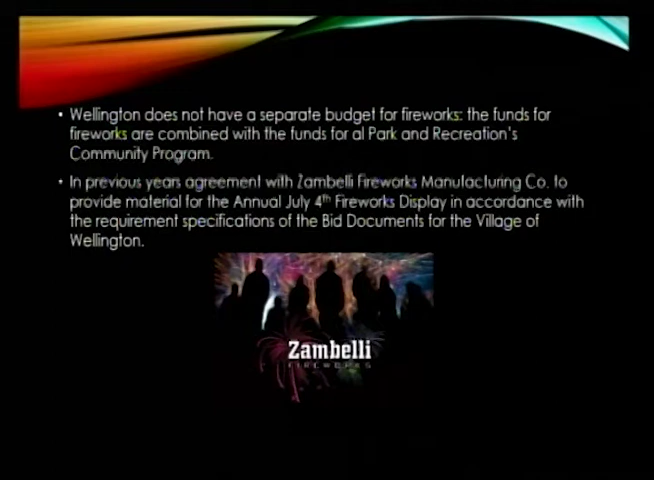 • Wellington does not have a separate budget for fireworks: the funds for
fireworks are combined with the funds for al Park and Recreation's
Community Program.
• In previous years agreement with Zambelli Fireworks Manufacturing Co. to
provide material for the Annual July 4th Fireworks Display in accordance with
the requirement specifications of the Bid Documents for the Village of
Wellington.
Zambelli
FIREWORKS